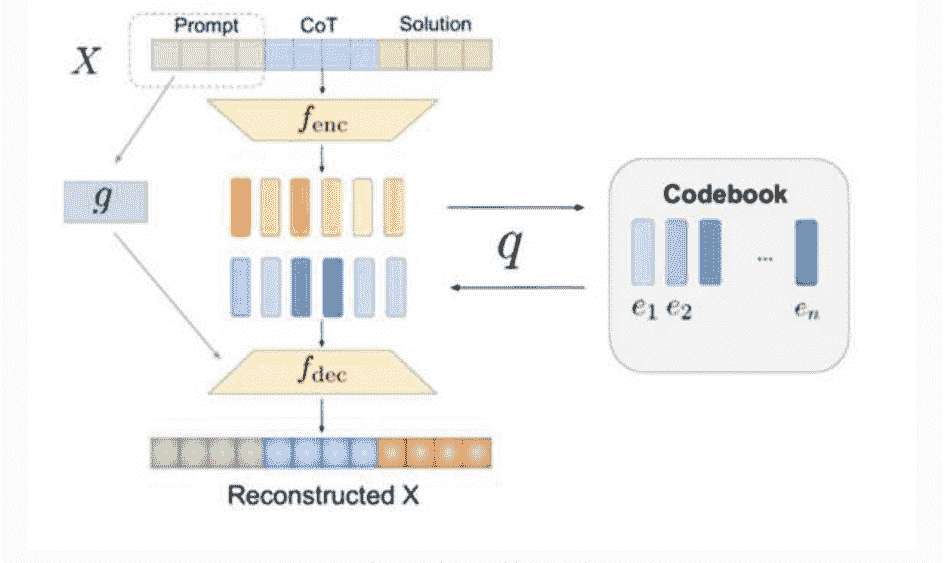 Prompt CoT Solution
X
f_enc
g
Codebook
q
e_1 e_2 ... e_n
f_dec
Reconstructed X